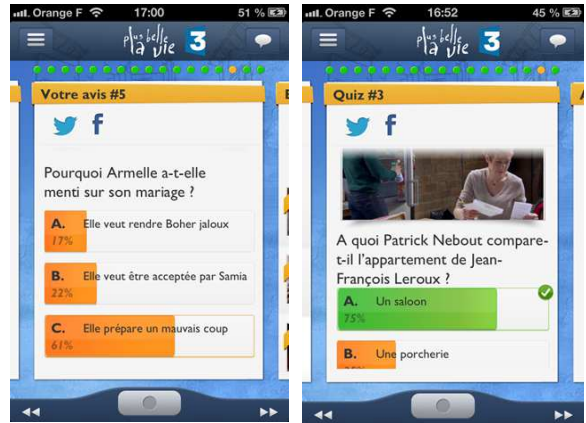 Orange F 17:00 51 %
plus belle
la vie 3
Votre avis #5
f
Pourquoi Armelle a-t-elle
menti sur son mariage ?
A. Elle veut rendre Boher jaloux
17%
B. Elle veut être acceptée par Samia
22%
C. Elle prépare un mauvais coup
61%
Orange F 16:52 45 %
plus belle
la vie 3
Quiz #3
f
A quoi Patrick Nebout compare-
t-il l'appartement de Jean-
François Leroux ?
A. Un saloon
75%
B. Une porcherie